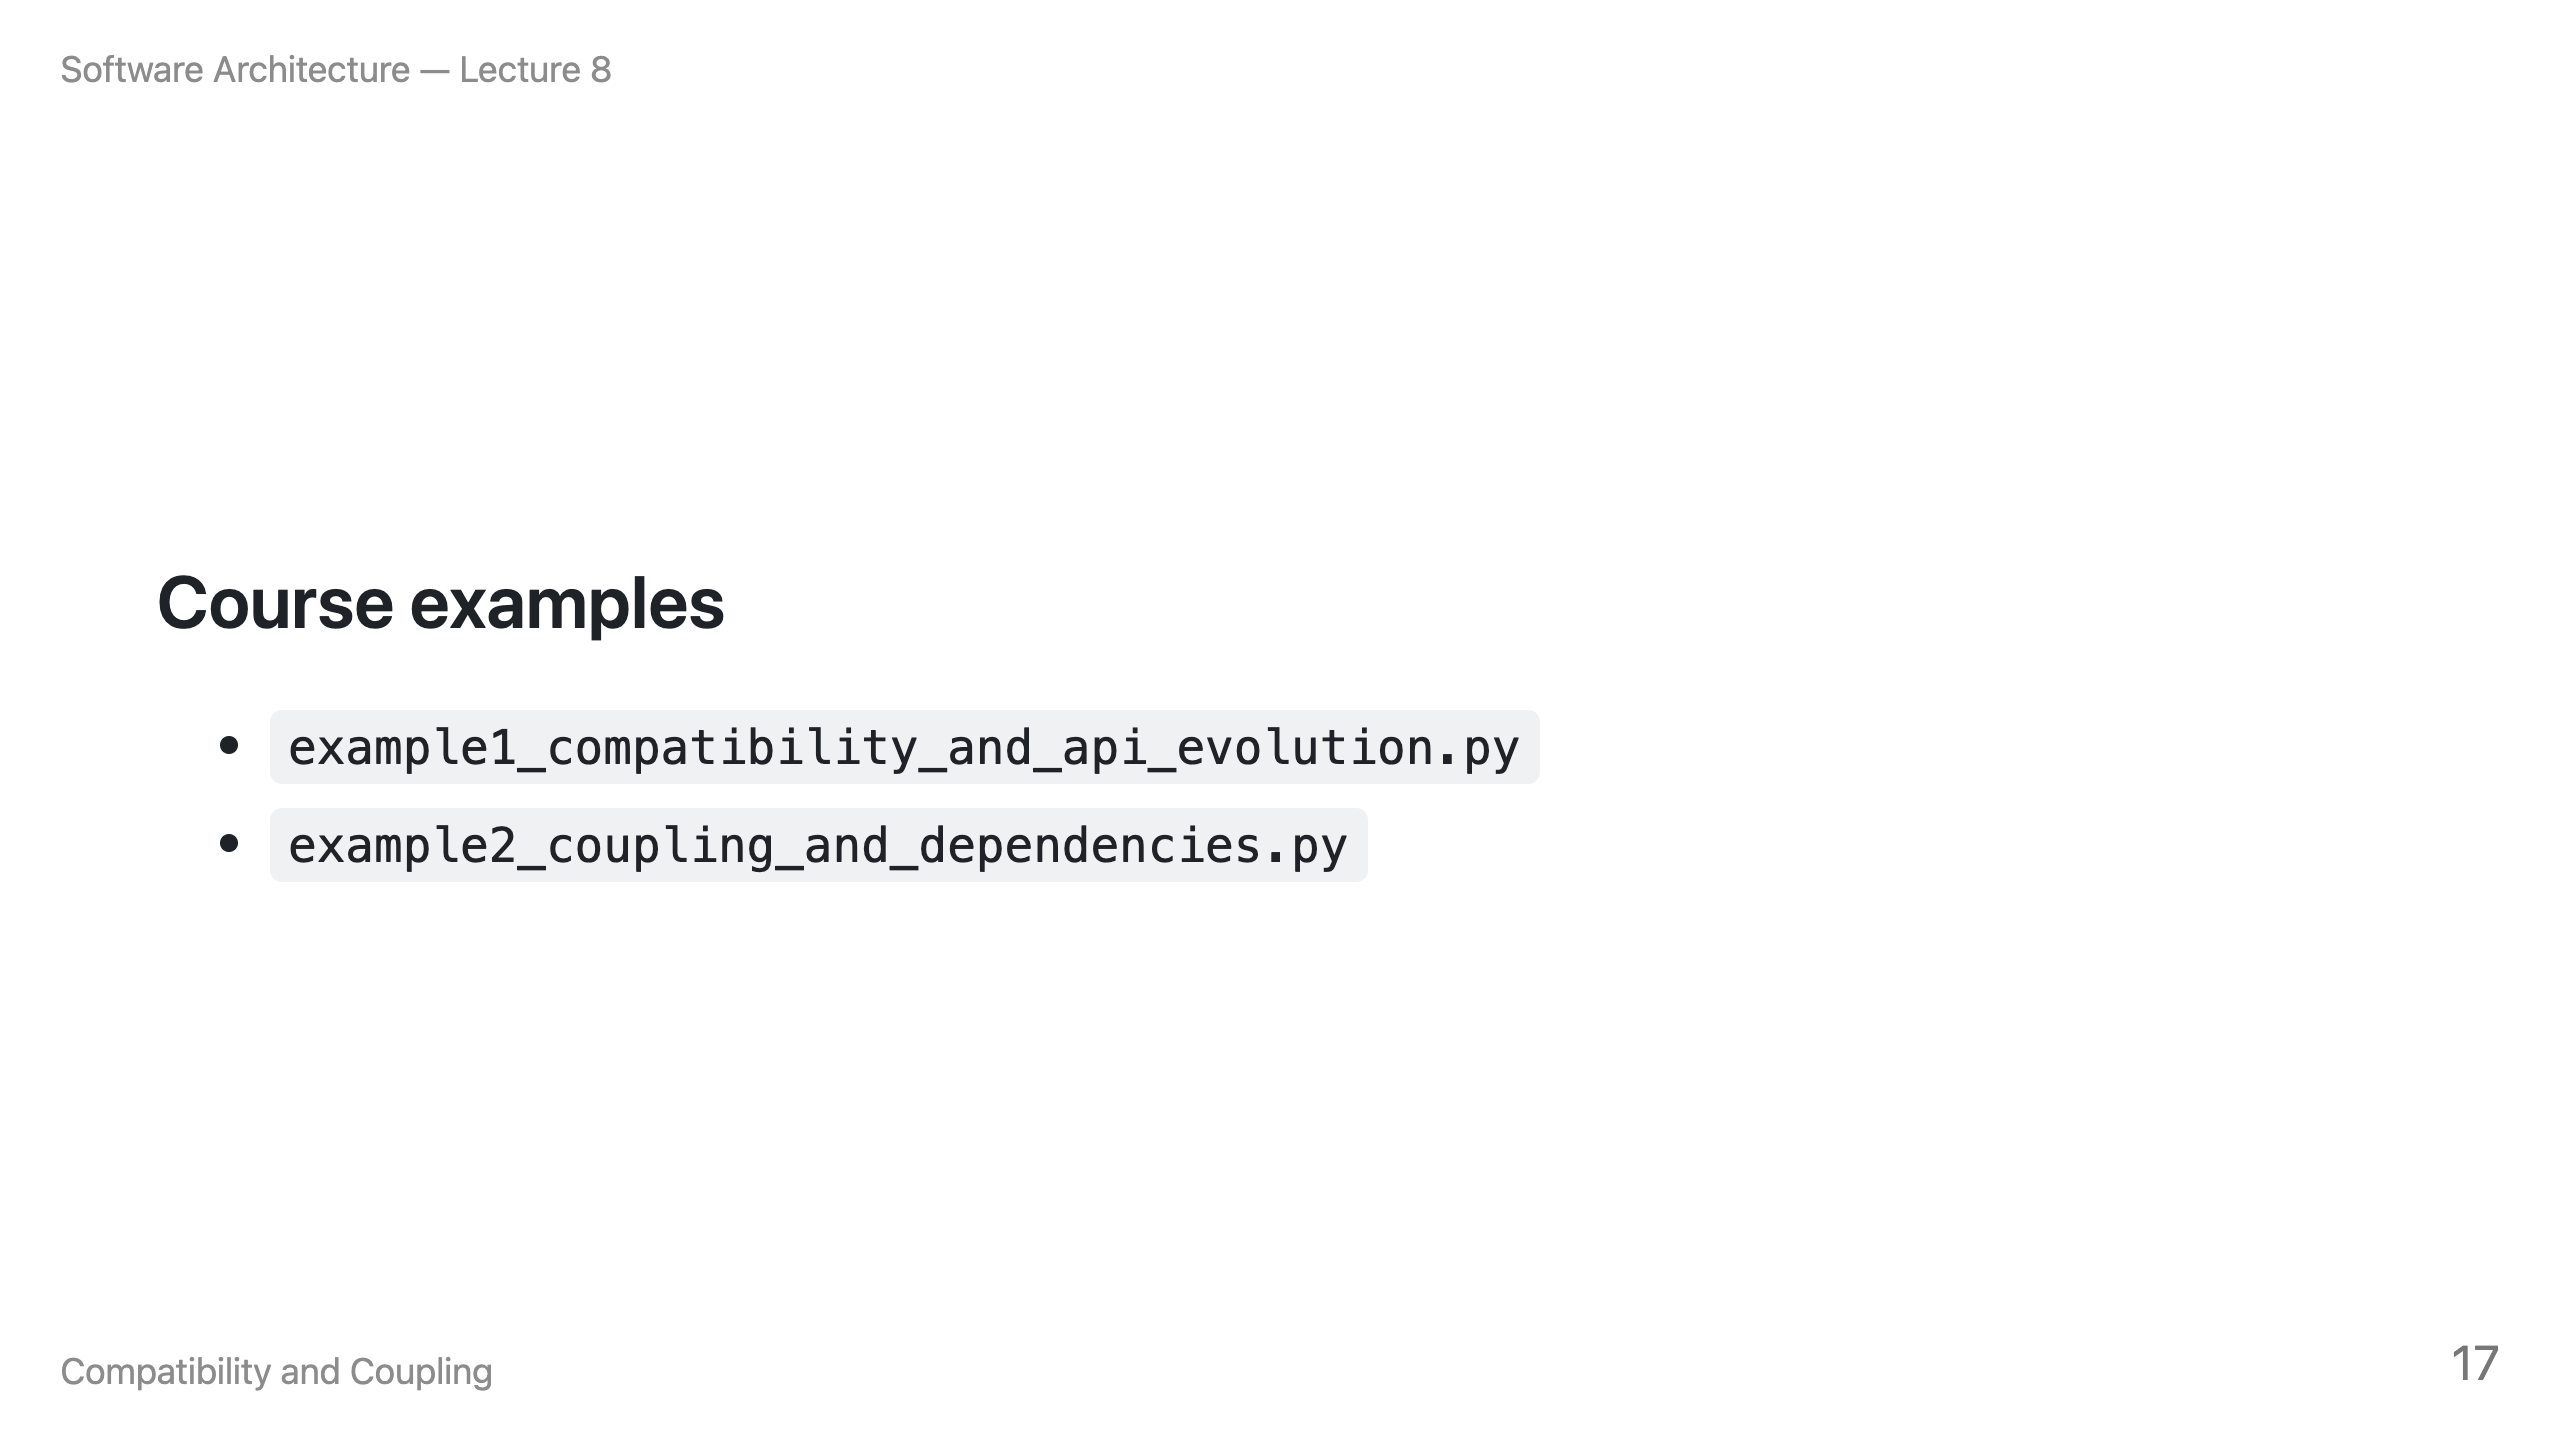 Software Architecture — Lecture 8
Course examples
• example1_compatibility_and_api_evolution.py
• example2_coupling_and_dependencies.py
Compatibility and Coupling
17